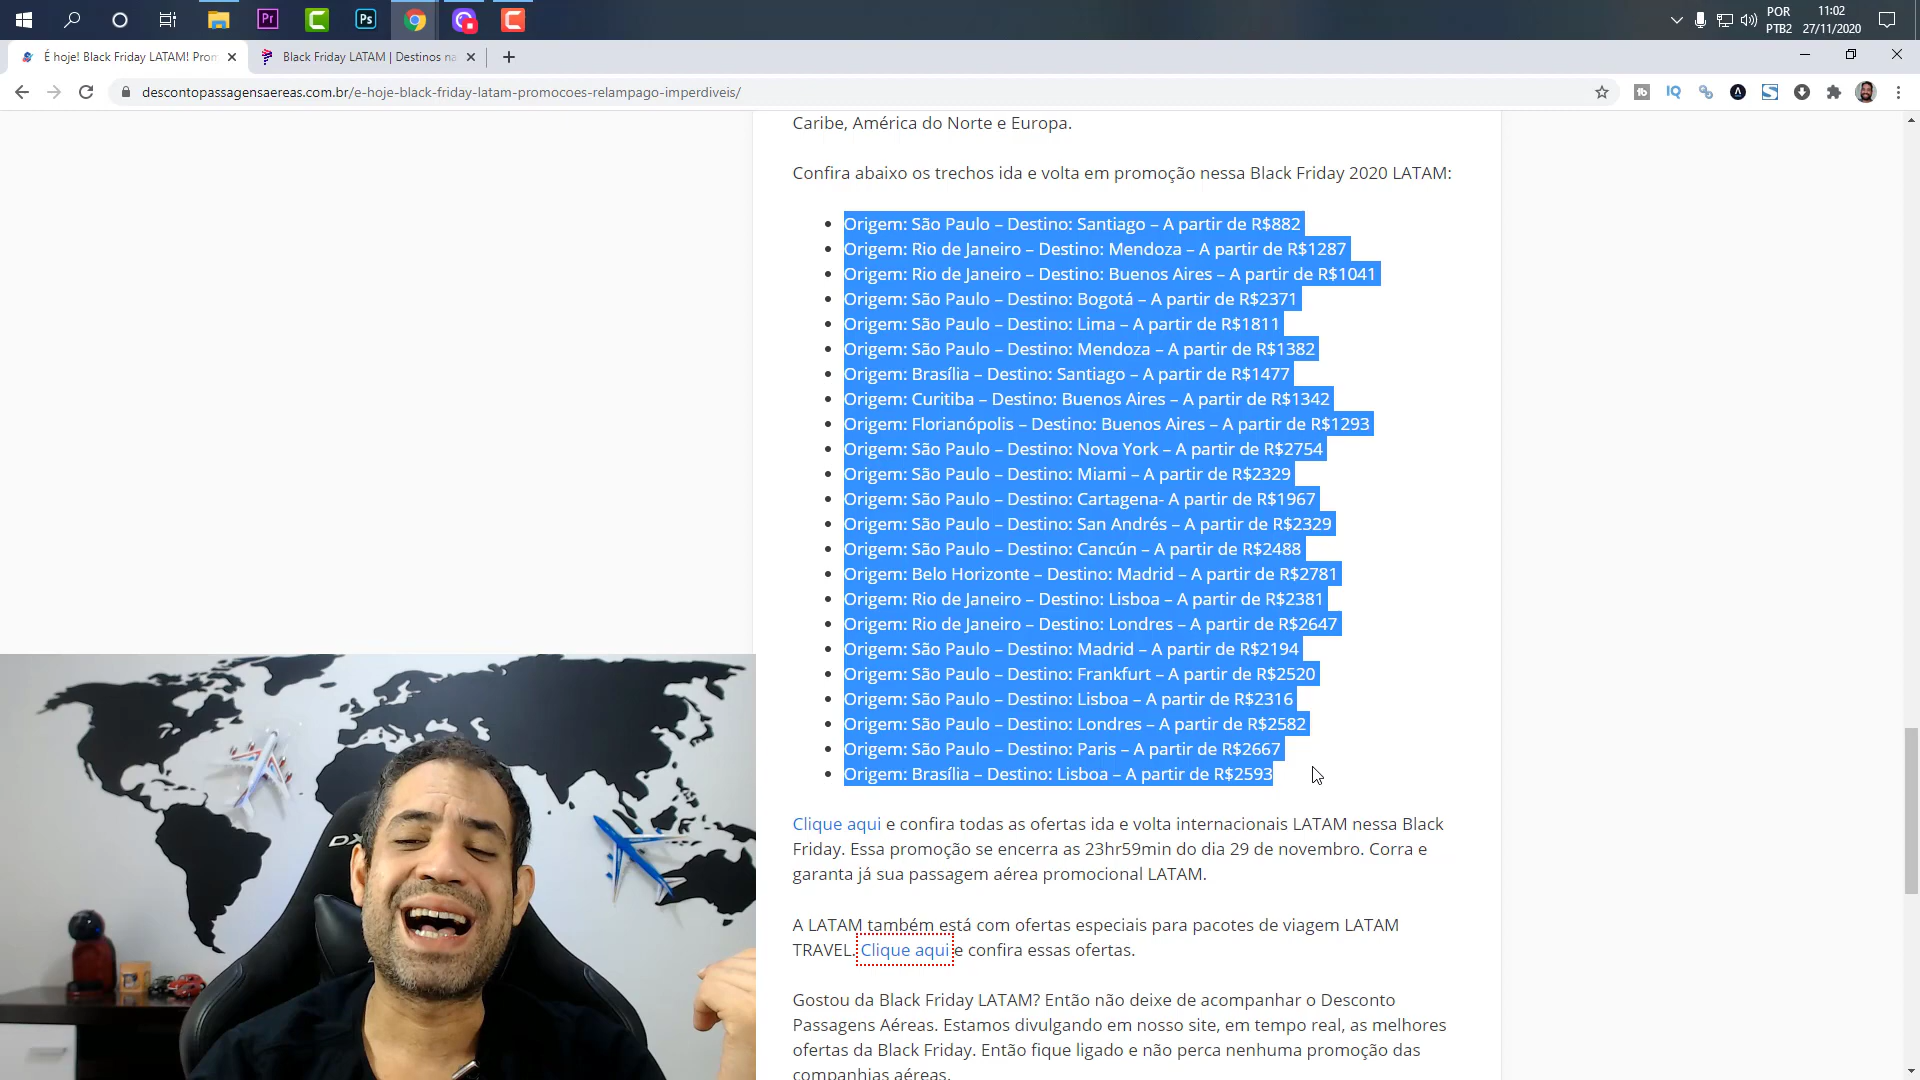 POR
11:02
PTB2
27/11/2020
É hoje! Black Friday LATAM! Pron
Black Friday LATAM | Destinos na
descontopassagensaereas.com.br/e-hoje-black-friday-latam-promocoes-relampago-imperdiveis/
Caribe, América do Norte e Europa.
Confira abaixo os trechos ida e volta em promoção nessa Black Friday 2020 LATAM:
Origem: São Paulo – Destino: Santiago – A partir de R$882
Origem: Rio de Janeiro – Destino: Mendoza – A partir de R$1287
Origem: Rio de Janeiro – Destino: Buenos Aires – A partir de R$1041
Origem: São Paulo – Destino: Bogotá – A partir de R$2371
Origem: São Paulo – Destino: Lima – A partir de R$1811
Origem: São Paulo – Destino: Mendoza – A partir de R$1382
Origem: Brasília – Destino: Santiago – A partir de R$1477
Origem: Curitiba – Destino: Buenos Aires – A partir de R$1342
Origem: Florianópolis – Destino: Buenos Aires – A partir de R$1293
Origem: São Paulo – Destino: Nova York – A partir de R$2754
Origem: São Paulo – Destino: Miami – A partir de R$2329
Origem: São Paulo – Destino: Cartagena- A partir de R$1967
Origem: São Paulo – Destino: San Andrés – A partir de R$2329
Origem: São Paulo – Destino: Cancún – A partir de R$2488
Origem: Belo Horizonte – Destino: Madrid – A partir de R$2781
Origem: Rio de Janeiro – Destino: Lisboa – A partir de R$2381
Origem: Rio de Janeiro – Destino: Londres – A partir de R$2647
Origem: São Paulo – Destino: Madrid – A partir de R$2194
Origem: São Paulo – Destino: Frankfurt – A partir de R$2520
Origem: São Paulo – Destino: Lisboa – A partir de R$2316
Origem: São Paulo – Destino: Londres – A partir de R$2582
Origem: São Paulo – Destino: Paris – A partir de R$2667
Origem: Brasília – Destino: Lisboa – A partir de R$2593
Clique aqui e confira todas as ofertas ida e volta internacionais LATAM nessa Black
Friday. Essa promoção se encerra as 23hr59min do dia 29 de novembro. Corra e
garanta já sua passagem aérea promocional LATAM.
A LATAM também está com ofertas especiais para pacotes de viagem LATAM
TRAVEL. Clique aqui e confira essas ofertas.
Gostou da Black Friday LATAM? Então não deixe de acompanhar o Desconto
Passagens Aéreas. Estamos divulgando em nosso site, em tempo real, as melhores
ofertas da Black Friday. Então fique ligado e não perca nenhuma promoção das
companhias aéreas.